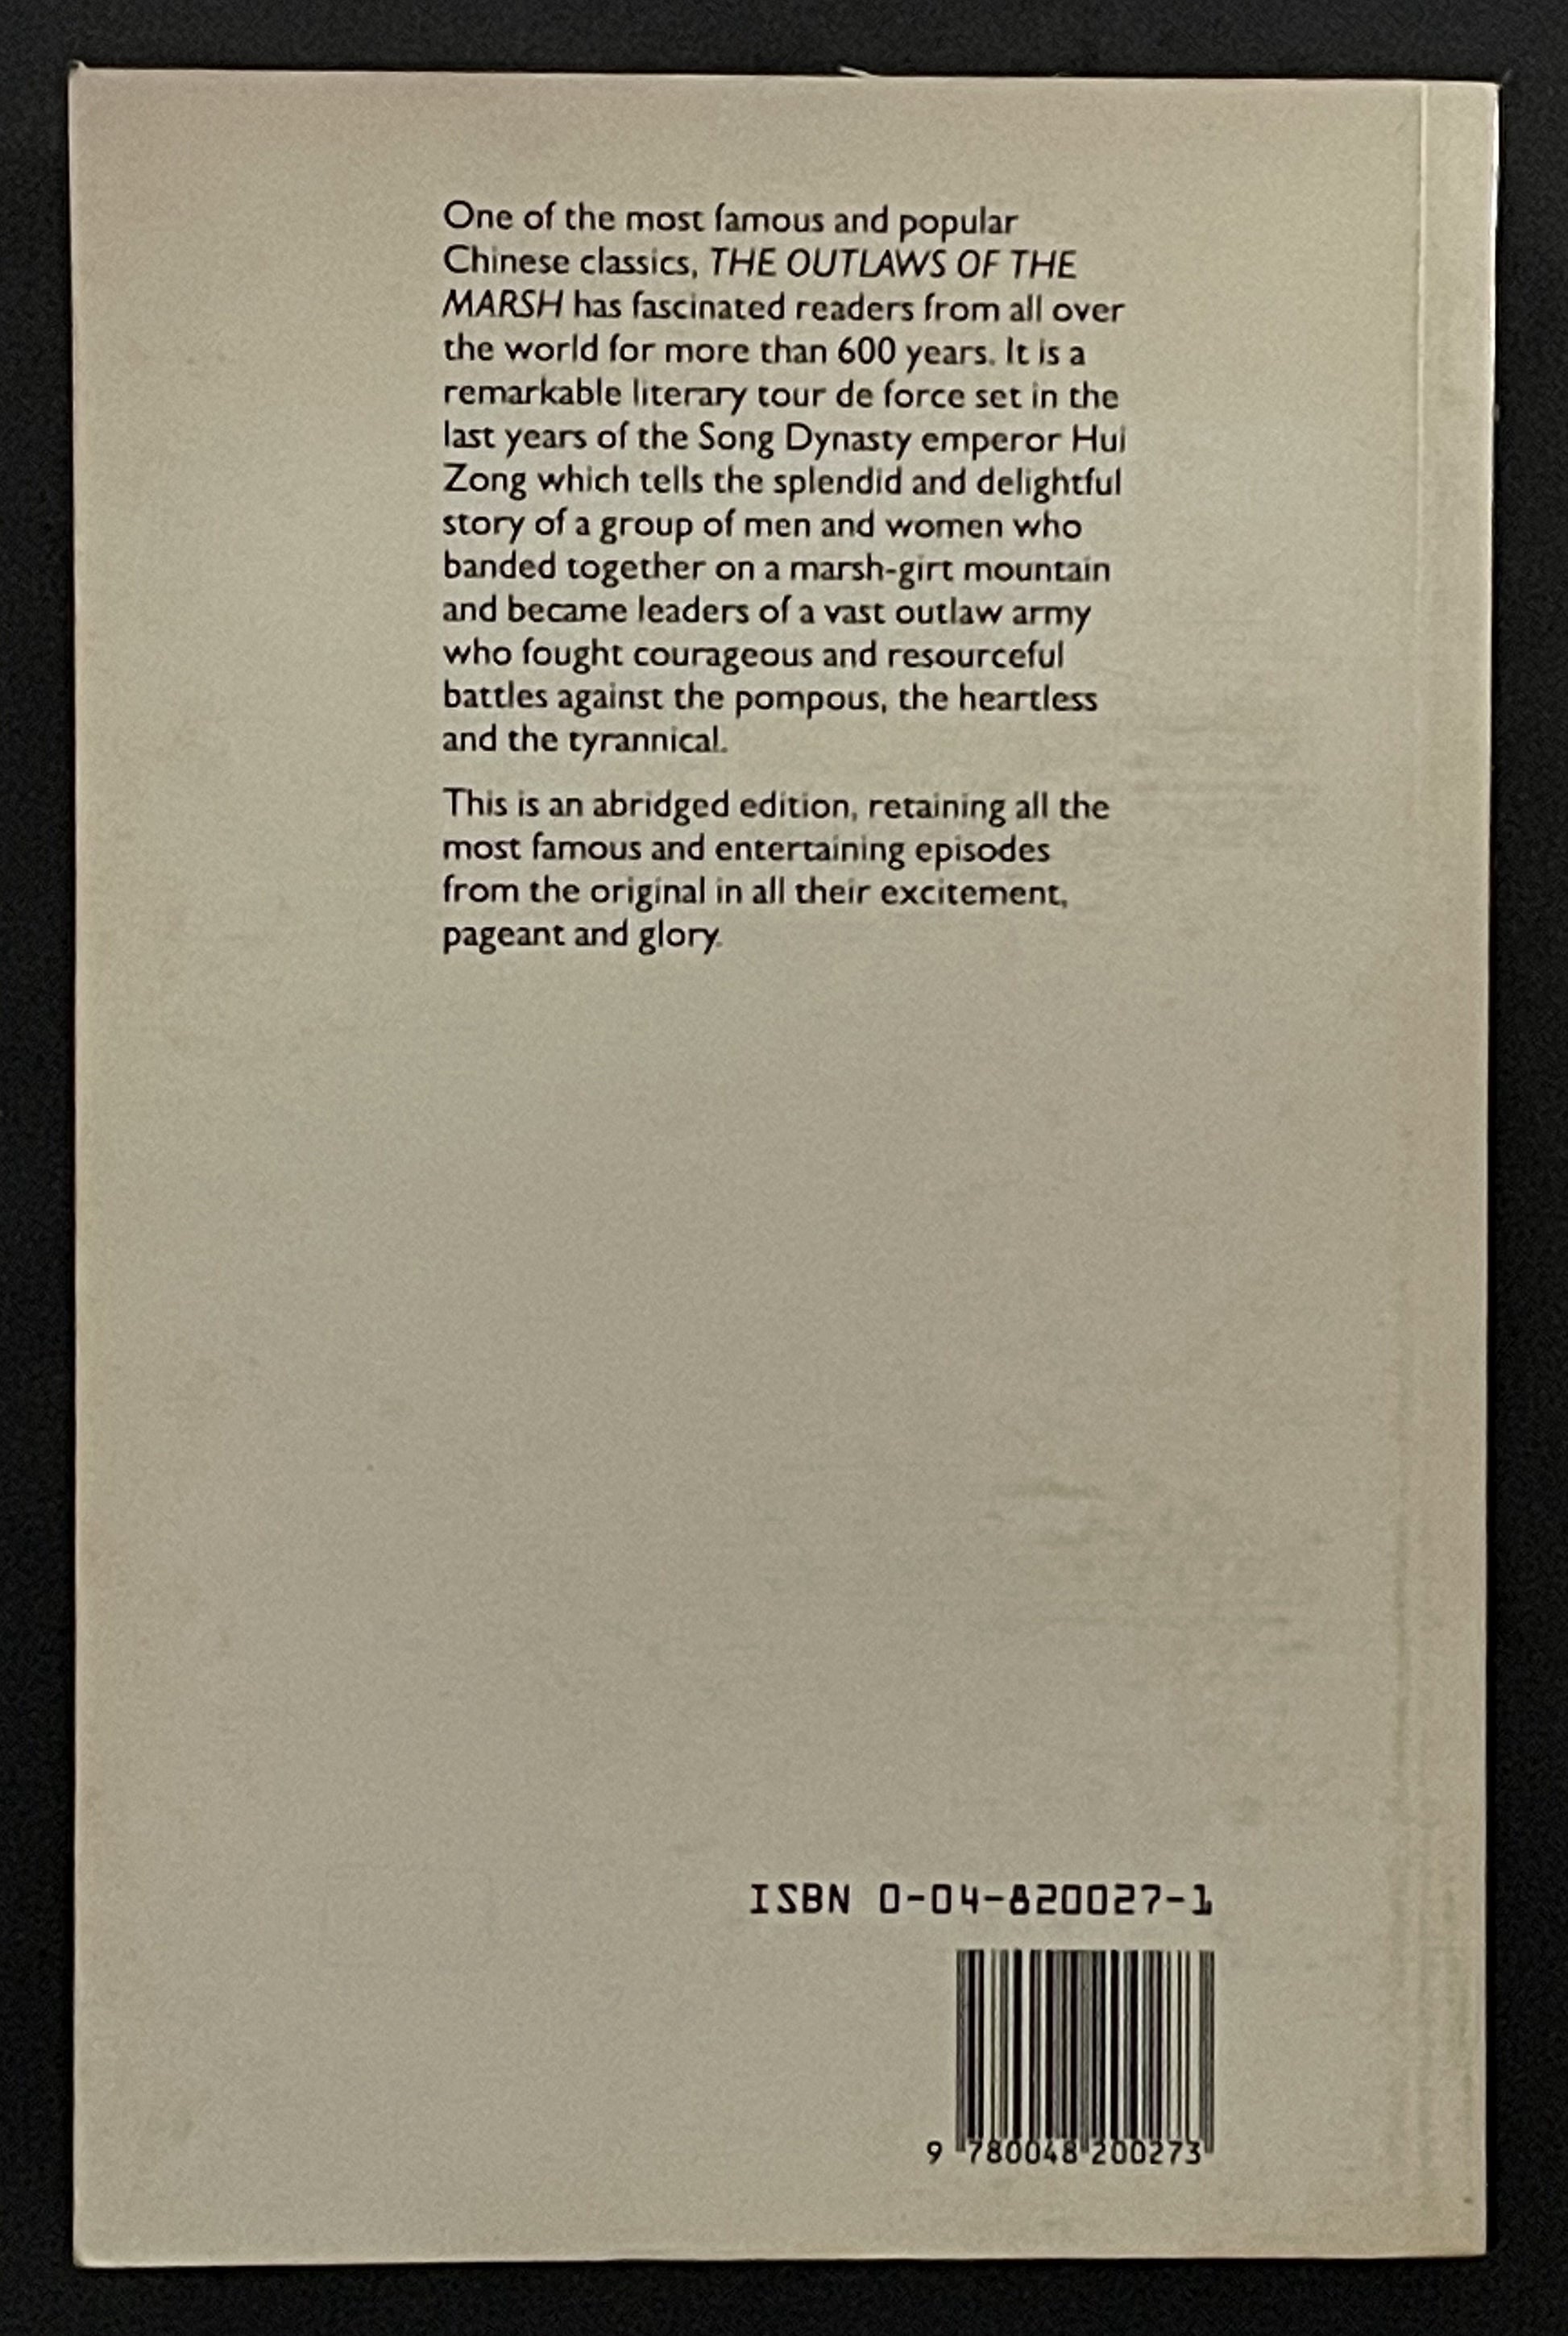 One of the most famous and popular
Chinese classics, THE OUTLAWS OF THE
MARSH has fascinated readers from all over
the world for more than 600 years. It is a
remarkable literary tour de force set in the
last years of the Song Dynasty emperor Hui
Zong which tells the splendid and delightful
story of a group of men and women who
banded together on a marsh-girt mountain
and became leaders of a vast outlaw army
who fought courageous and resourceful
battles against the pompous, the heartless
and the tyrannical.
This is an abridged edition, retaining all the
most famous and entertaining episodes
from the original in all their excitement,
pageant and glory.
ISBN 0-04-820027-1
9 780048 200273